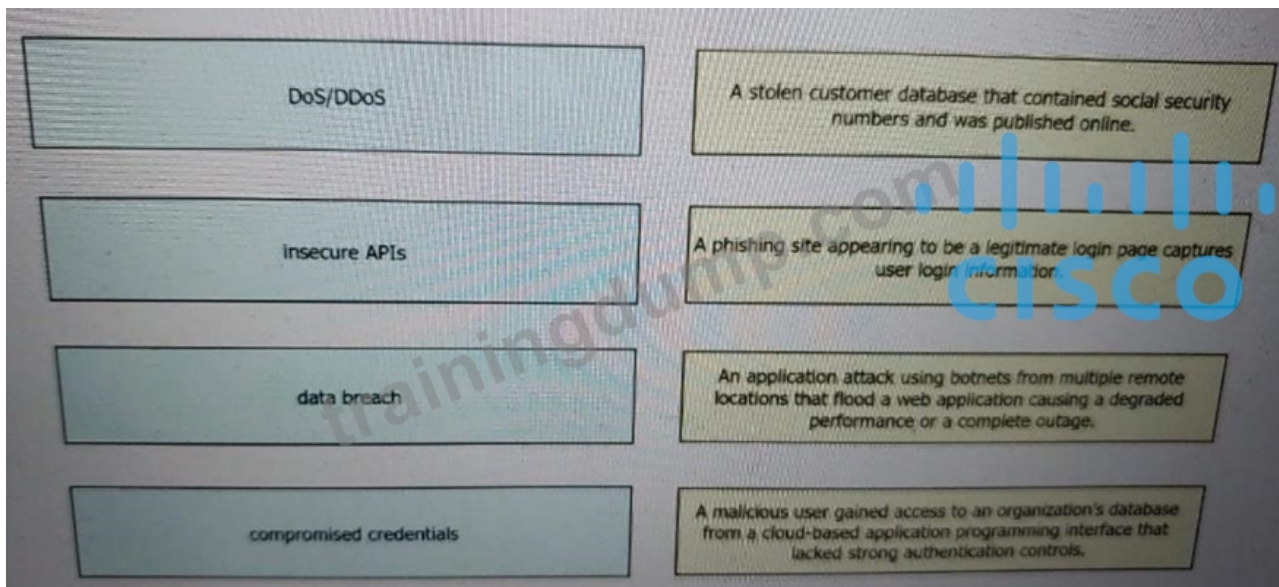 DoS/DDoS
A stolen customer database that contained social security
numbers and was published online.
insecure APIs
A phishing site appearing to be a legitimate login page captures
user login information.
data breach
An application attack using botnets from multiple remote
locations that flood a web application causing a degraded
performance or a complete outage.
compromised credentials
A malicious user gained access to an organization's database
from a cloud-based application programming interface that
lacked strong authentication controls.
trainingdump.com
CISCO